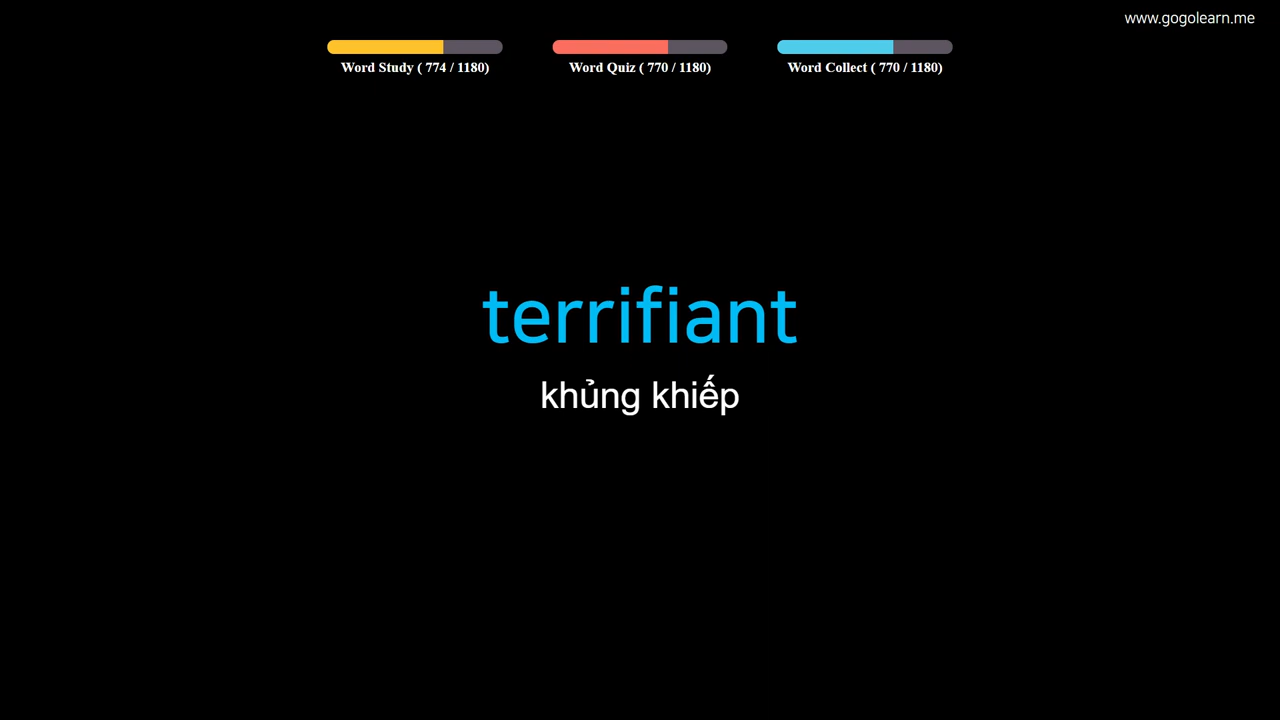 www.gogolearn.me
Word Study ( 774 / 1180)
Word Quiz ( 770 / 1180)
Word Collect ( 770 / 1180)
terrifiant
khủng khiếp